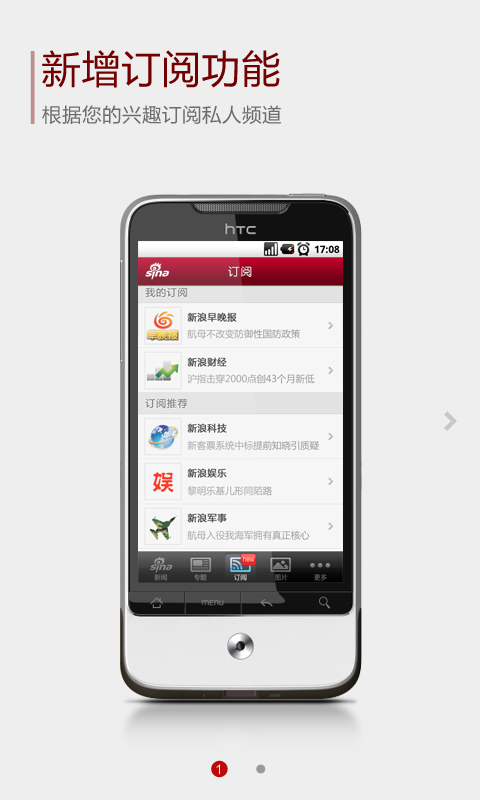 新增订阅功能
根据您的兴趣订阅私人频道
hTC
17:08
sina
订阅
我的订阅
早晚报
新浪早晚报
航母不改变防御性国防政策
新浪财经
沪指击穿2000点创43个月新低
订阅推荐
新浪科技
新客票系统中标提前知晓引质疑
娱
新浪娱乐
黎明乐基儿形同陌路
新浪军事
航母入役我海军拥有真正核心
sina
new
新闻
专题
订阅
图片
更多
MENU
1